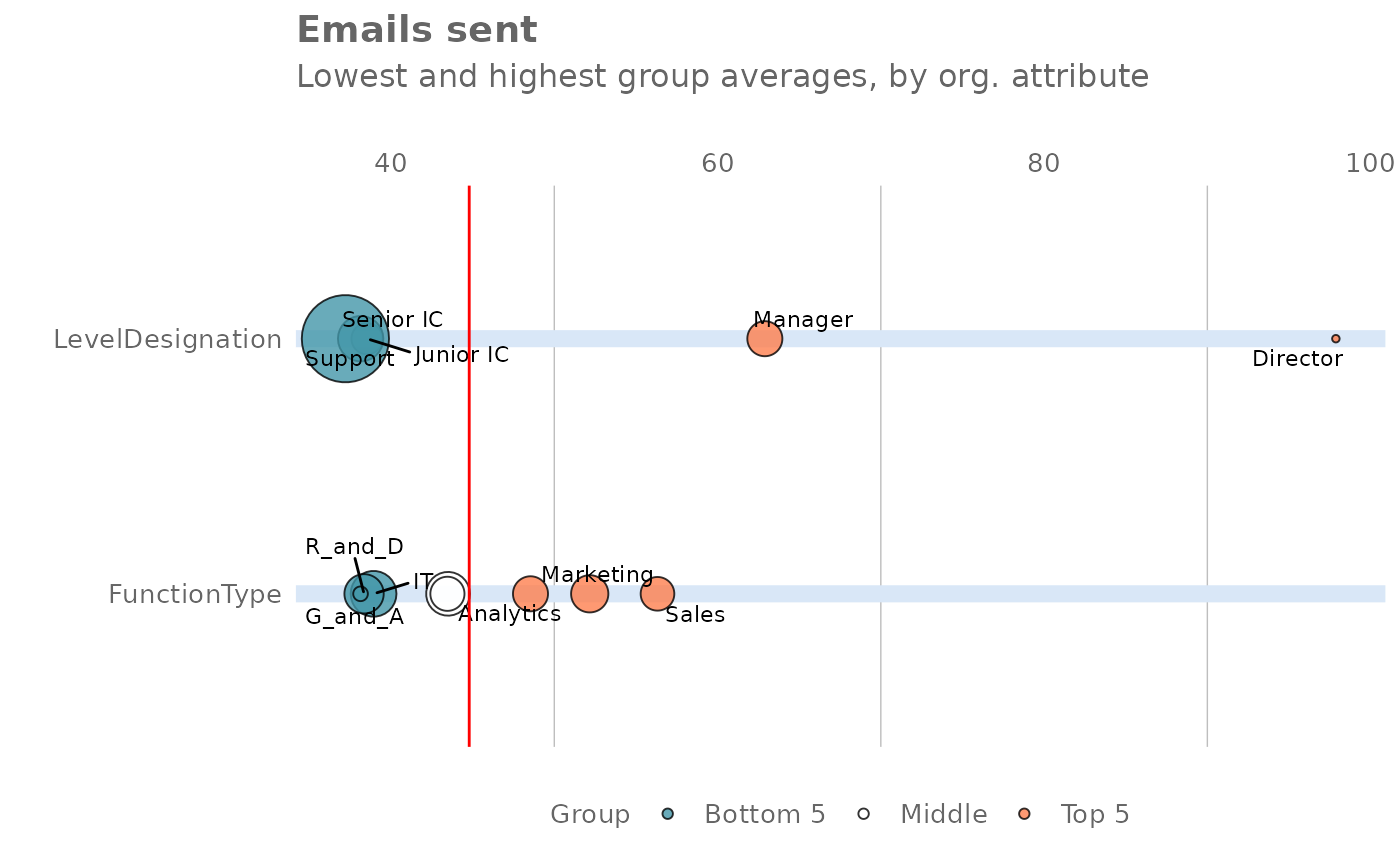 Emails sent
Lowest and highest group averages, by org. attribute
40 60 80 100
Senior IC Manager
LevelDesignation
Support Junior IC Director
R_and_D
IT Marketing
FunctionType
G_and_A Analytics Sales
Group Bottom 5 Middle Top 5